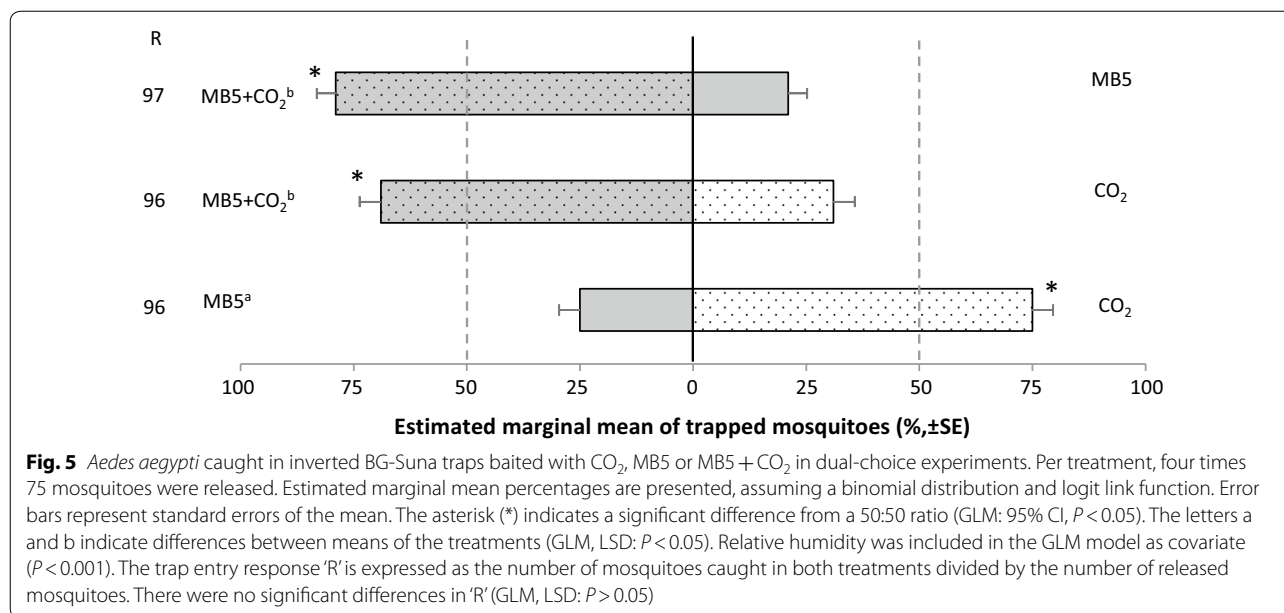 R
* 97 MB5+CO₂ᵇ MB5
* 96 MB5+CO₂ᵇ CO₂
96 MB5ᵃ * CO₂
100 75 50 25 0 25 50 75 100
Estimated marginal mean of trapped mosquitoes (%,±SE)
Fig. 5 Aedes aegypti caught in inverted BG-Suna traps baited with CO₂, MB5 or MB5 + CO₂ in dual-choice experiments. Per treatment, four times
75 mosquitoes were released. Estimated marginal mean percentages are presented, assuming a binomial distribution and logit link function. Error
bars represent standard errors of the mean. The asterisk (*) indicates a significant difference from a 50:50 ratio (GLM: 95% CI, P < 0.05). The letters a
and b indicate differences between means of the treatments (GLM, LSD: P < 0.05). Relative humidity was included in the GLM model as covariate
(P < 0.001). The trap entry response 'R' is expressed as the number of mosquitoes caught in both treatments divided by the number of released
mosquitoes. There were no significant differences in 'R' (GLM, LSD: P > 0.05)